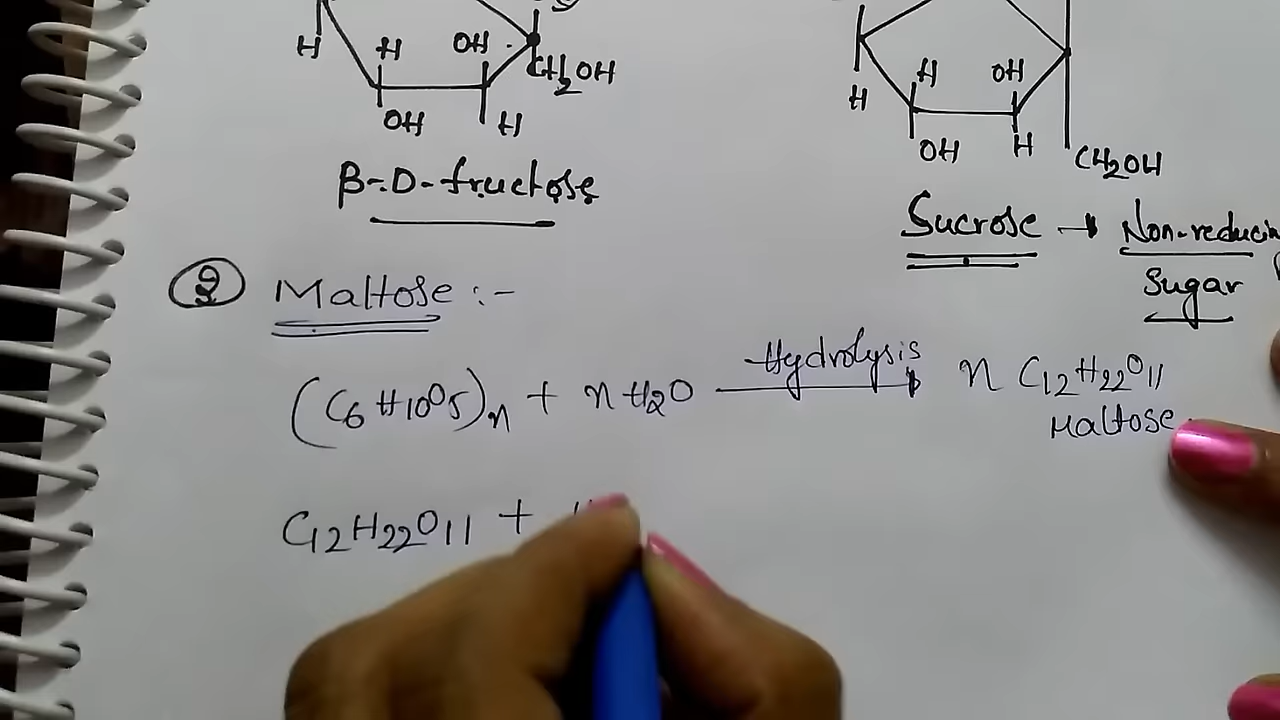 H H OH CH2OH
OH H
β-D-fructose
H H OH
OH H CH2OH
Sucrose → Non-reducin
Sugar
2 Maltose :-
(C6H10O5)n + nH2O Hydrolysis → n C12H22O11
Maltose
C12H22O11 +